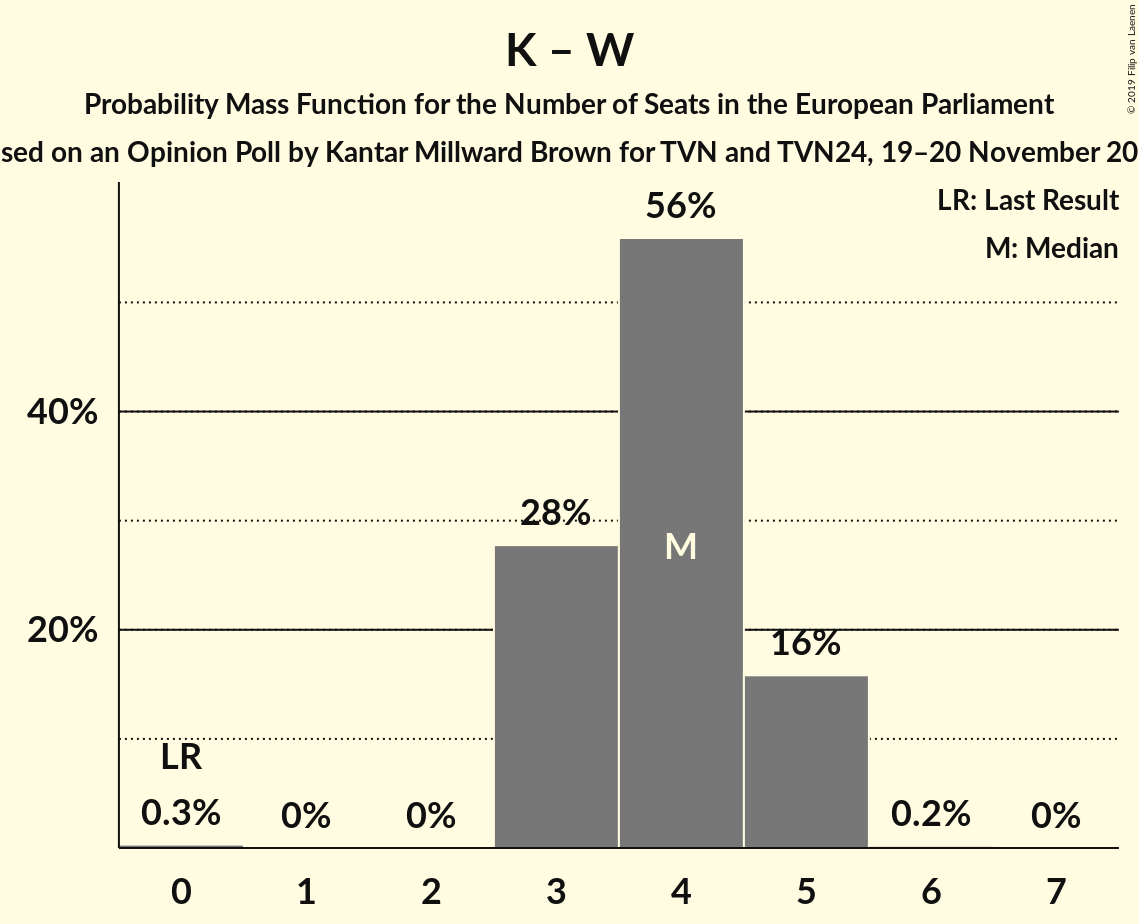 K – W
Probability Mass Function for the Number of Seats in the European Parliament
sed on an Opinion Poll by Kantar Millward Brown for TVN and TVN24, 19–20 November 20
© 2019 Filip van Laenen
LR: Last Result
M: Median
56%
40%
28%
M
20%
16%
LR
0.3%
0%
0%
0.2%
0%
0
1
2
3
4
5
6
7